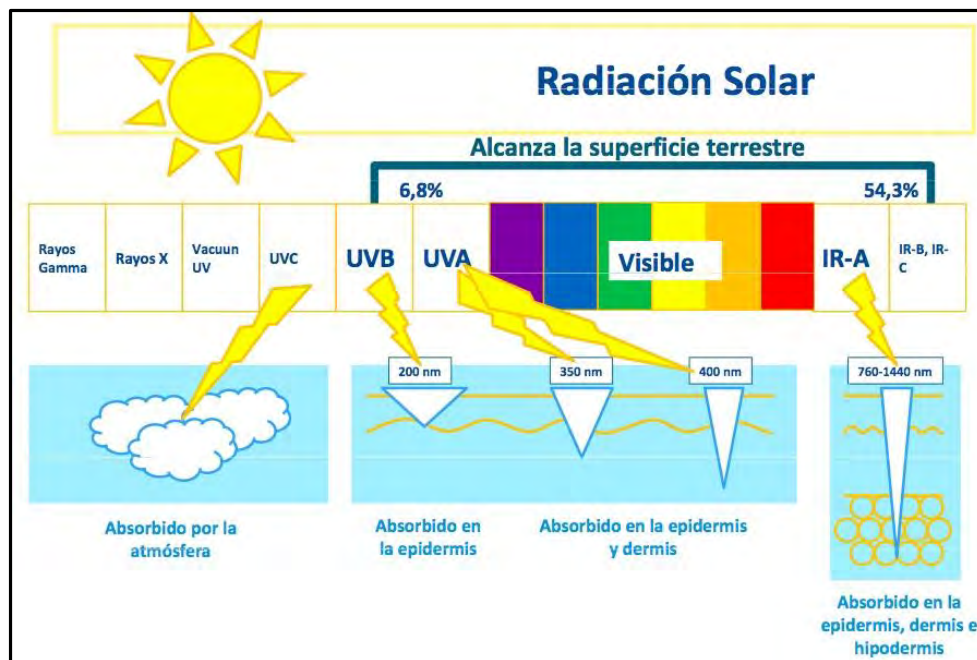 Radiación Solar
Alcanza la superficie terrestre
6,8%
54,3%
Rayos
Gamma
Rayos X
Vacuun
UV
UVC
UVB
UVA
Visible
IR-A
IR-B, IR-
C
200 nm
350 nm
400 nm
760-1440 nm
Absorbido por la
atmósfera
Absorbido en
la epidermis
Absorbido en la epidermis
y dermis
Absorbido en la
epidermis, dermis e
hipodermis